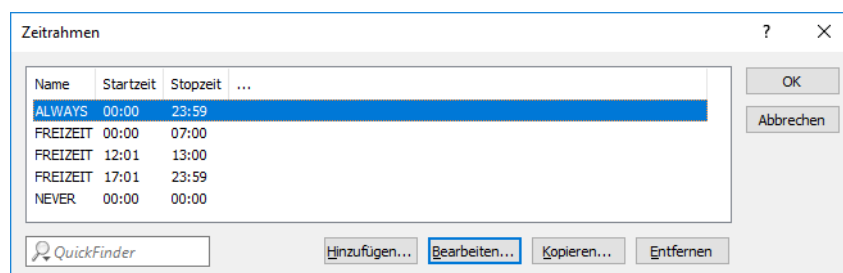 Zeitrahmen ? X
Name Startzeit Stopzeit ...
OK
ALWAYS 00:00 23:59
FREIZEIT 00:00 07:00
Abbrechen
FREIZEIT 12:01 13:00
FREIZEIT 17:01 23:59
NEVER 00:00 00:00
QuickFinder Hinzufügen... Bearbeiten... Kopieren... Entfernen